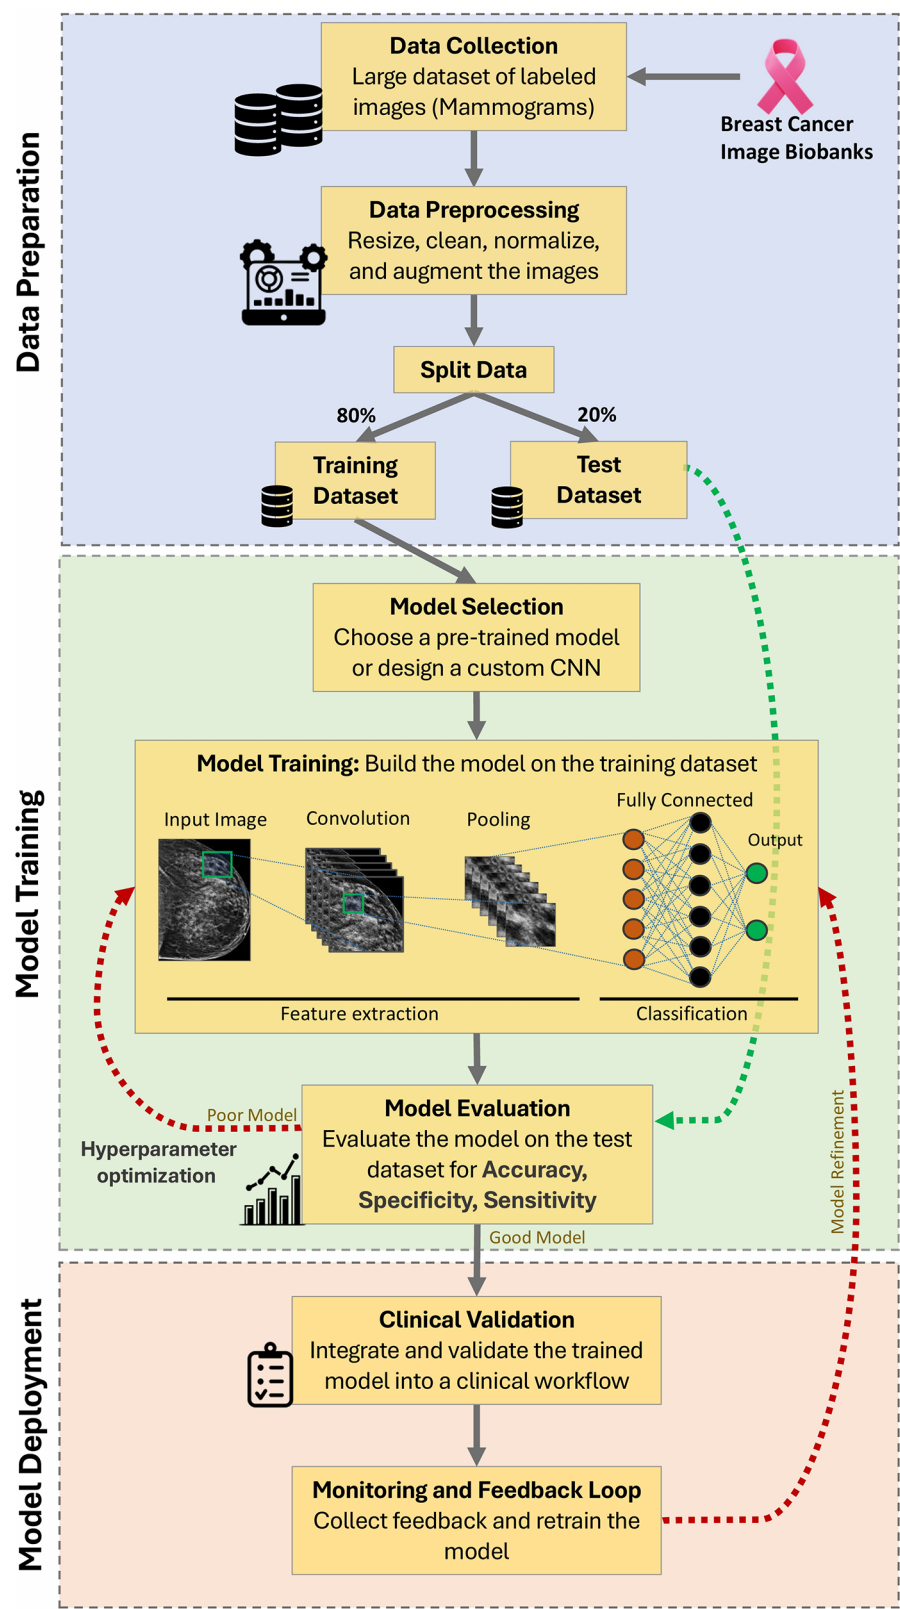 Data Preparation
Data Collection
Large dataset of labeled
images (Mammograms)
Breast Cancer
Image Biobanks
Data Preprocessing
Resize, clean, normalize,
and augment the images
Split Data
80%
20%
Training
Dataset
Test
Dataset
Model Training
Model Selection
Choose a pre-trained model
or design a custom CNN
Model Training: Build the model on the training dataset
Input Image
Convolution
Pooling
Fully Connected
Output
Feature extraction
Classification
Poor Model
Hyperparameter
optimization
Model Evaluation
Evaluate the model on the test
dataset for Accuracy,
Specificity, Sensitivity
Model Refinement
Good Model
Model Deployment
Clinical Validation
Integrate and validate the trained
model into a clinical workflow
Monitoring and Feedback Loop
Collect feedback and retrain the
model